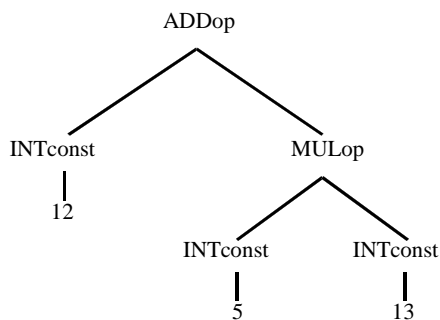 ADDop
INTconst MULop
12
INTconst INTconst
5 13